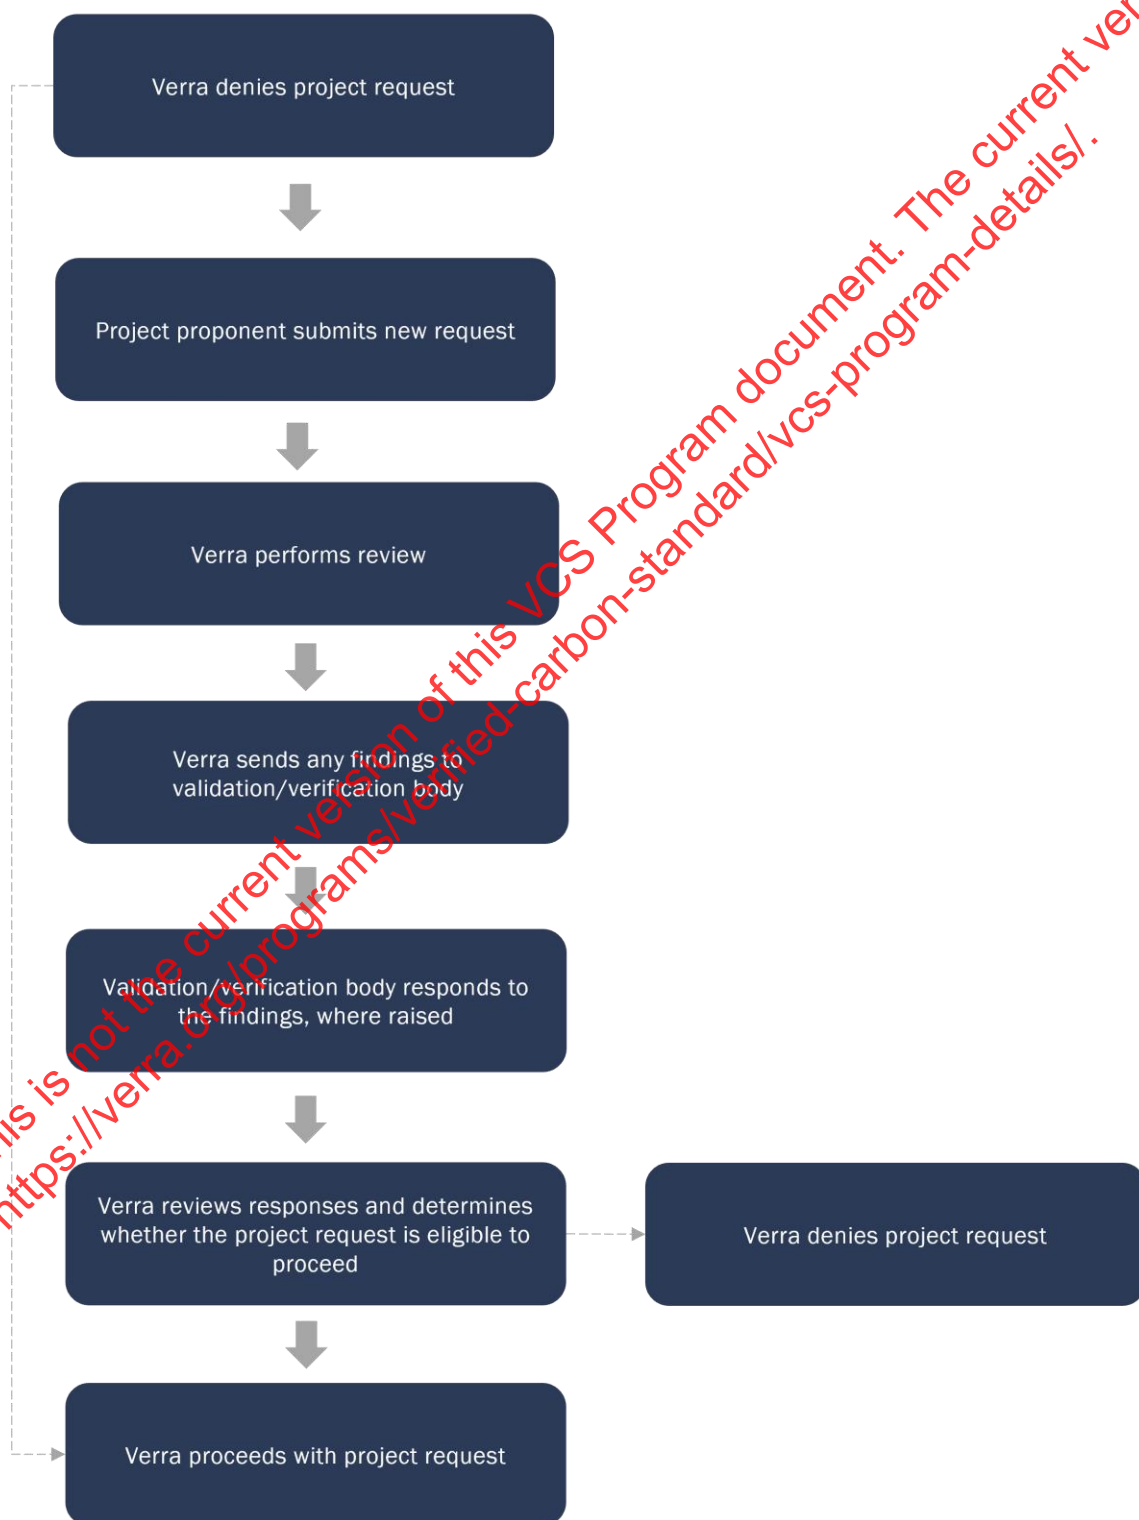 Verra denies project request
Project proponent submits new request
Verra performs review
Verra sends any findings to
validation/verification body
Validation/verification body responds to
the findings, where raised
Verra reviews responses and determines
whether the project request is eligible to
proceed
Verra denies project request
Verra proceeds with project request
is not the current version of this VCS Program document. The current
https://verra.org/programs/verified-carbon-standard/vcs-program-details/.